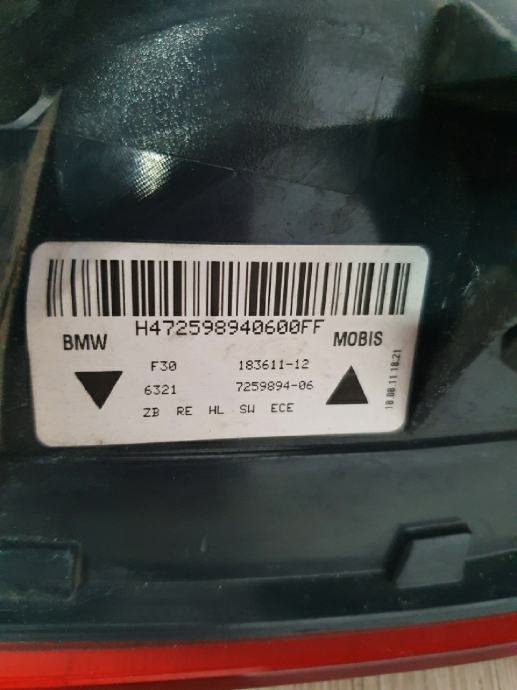 H472598940600FF
BMW MOBIS
F30 183611-12
6321 7259894-06
ZB RE HL SW ECE
18.08.11 18:21